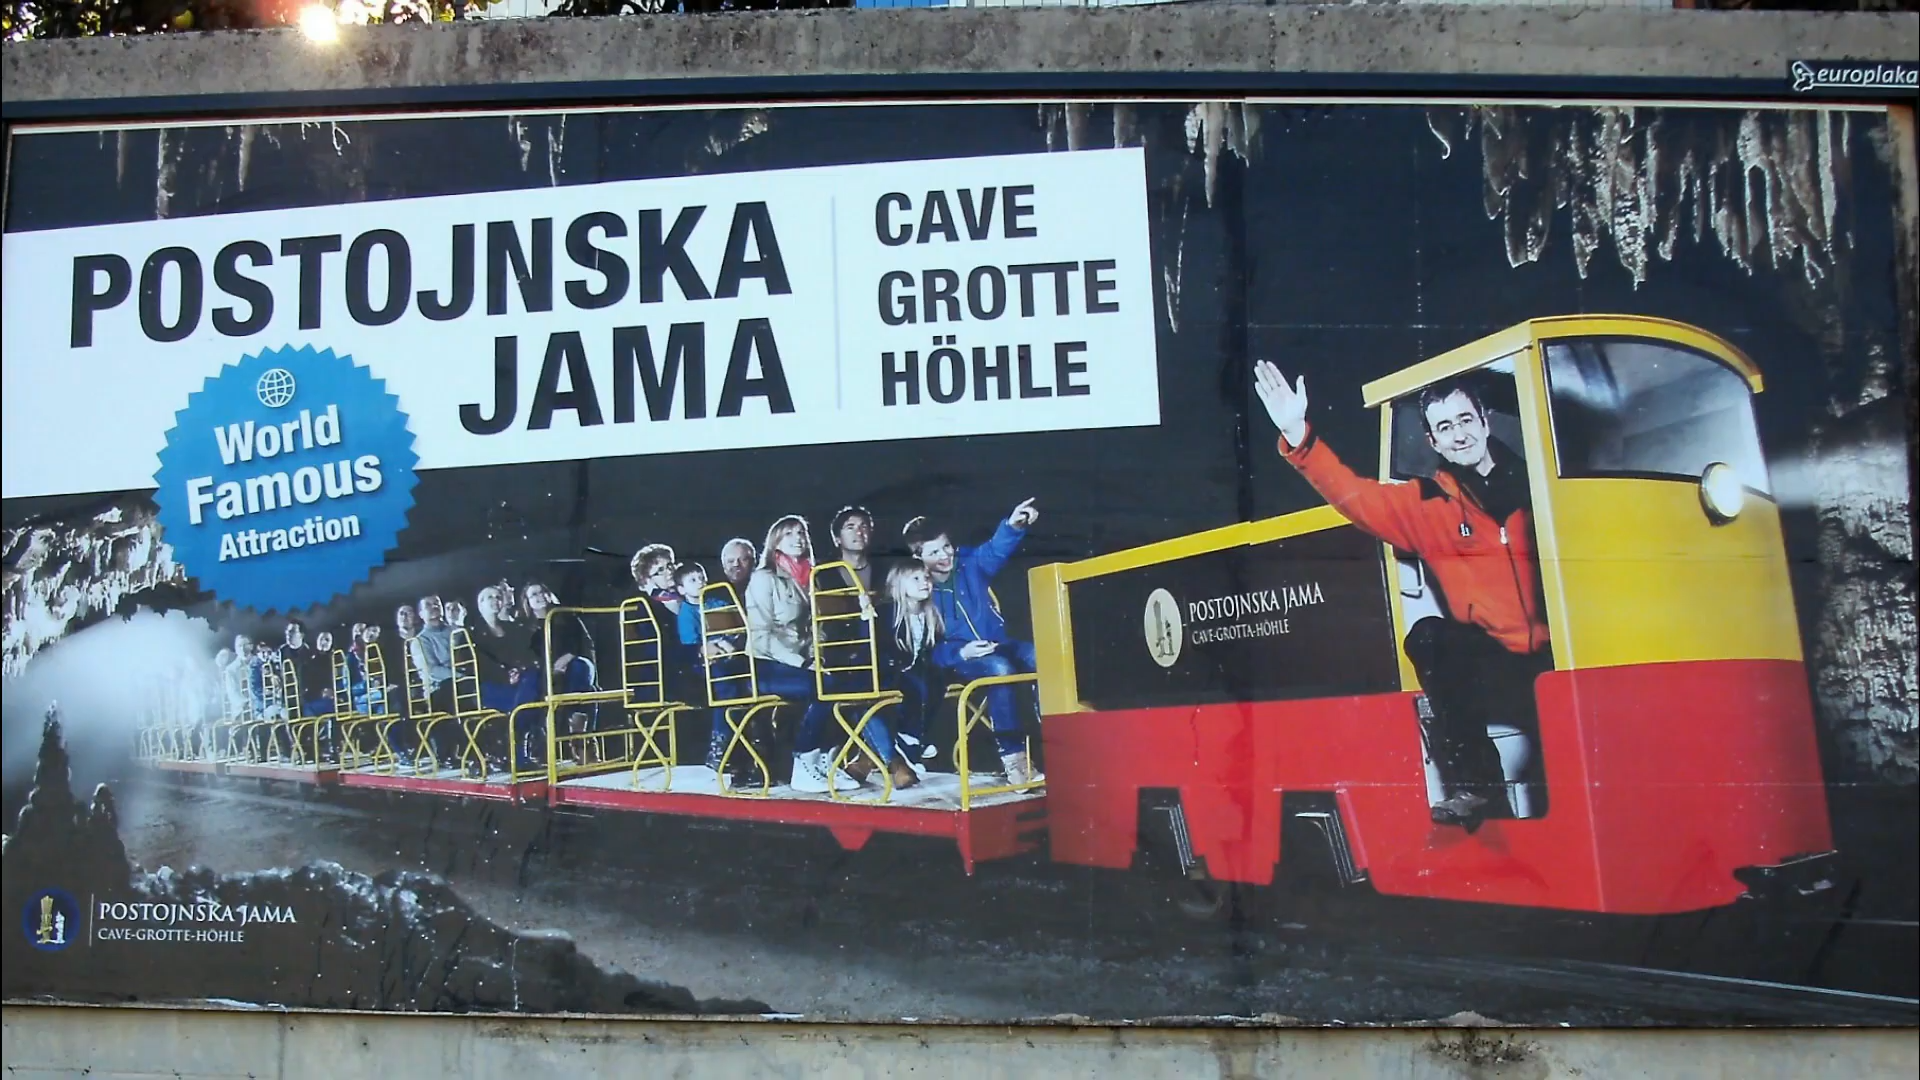 europlaka
POSTOJNSKA
JAMA
CAVE
GROTTE
HÖHLE
World
Famous
Attraction
POSTOJNSKA JAMA
CAVE-GROTTA-HÖHLE
POSTOJNSKA JAMA
CAVE-GROTTE-HÖHLE